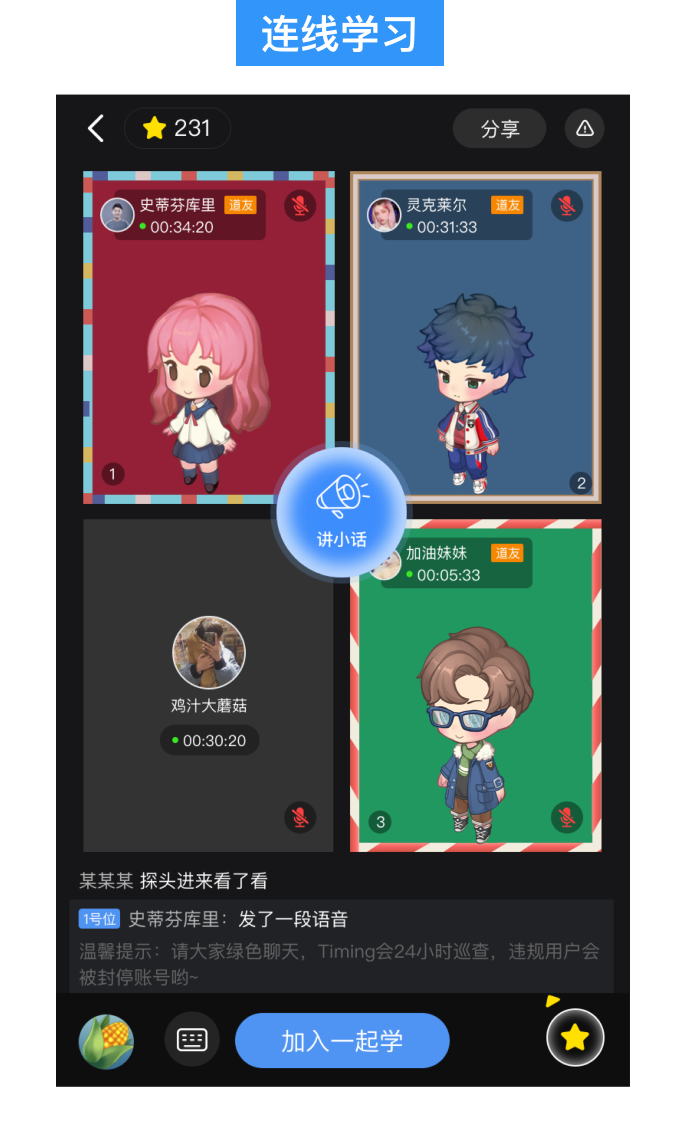 连线学习
231
分享
史蒂芬库里 道友
00:34:20
灵克莱尔 道友
00:31:33
1
2
讲小话
加油妹妹 道友
00:05:33
鸡汁大蘑菇
00:30:20
3
某某某 探头进来看了看
1号位 史蒂芬库里：发了一段语音
温馨提示：请大家绿色聊天，Timing会24小时巡查，违规用户会
被封停账号哟~
加入一起学